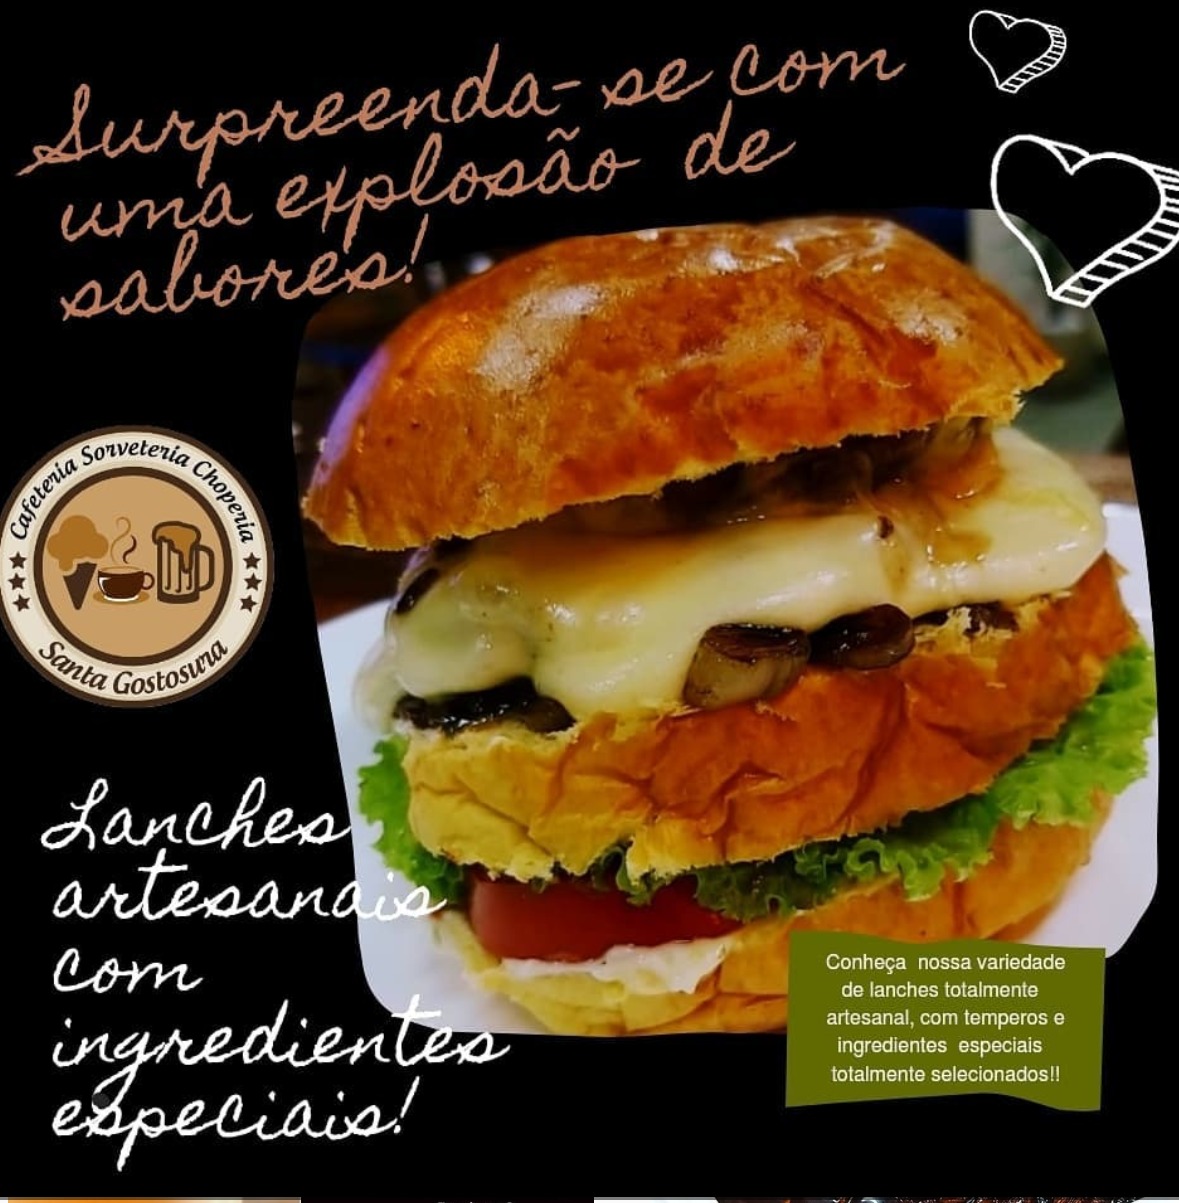 Surpreenda-se com
uma explosão de
sabores!
Cafeteria Sorveteria Choperia
Santa Gostosura
Lanches
artesanais
com
ingredientes
especiais!
Conheça nossa variedade
de lanches totalmente
artesanal, com temperos e
ingredientes especiais
totalmente selecionados!!